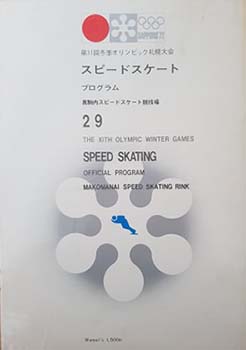 SAPPORO'72
第11回冬季オリンピック札幌大会
スピードスケート
プログラム
真駒内スピードスケート競技場
29
THE XITH OLYMPIC WINTER GAMES
SPEED SKATING
OFFICIAL PROGRAM
MAKOMANAI SPEED SKATING RINK